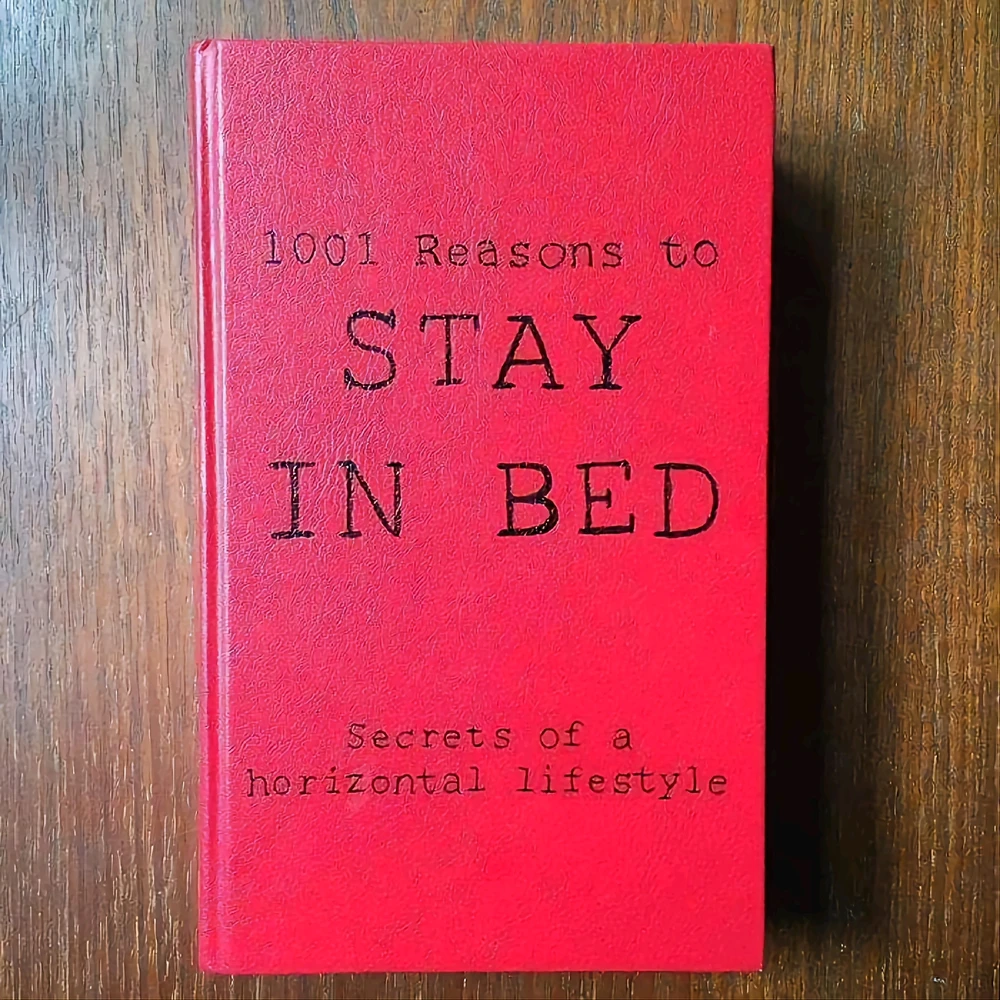 1001 Reasons to
STAY
IN BED
Secrets of a
horizontal lifestyle